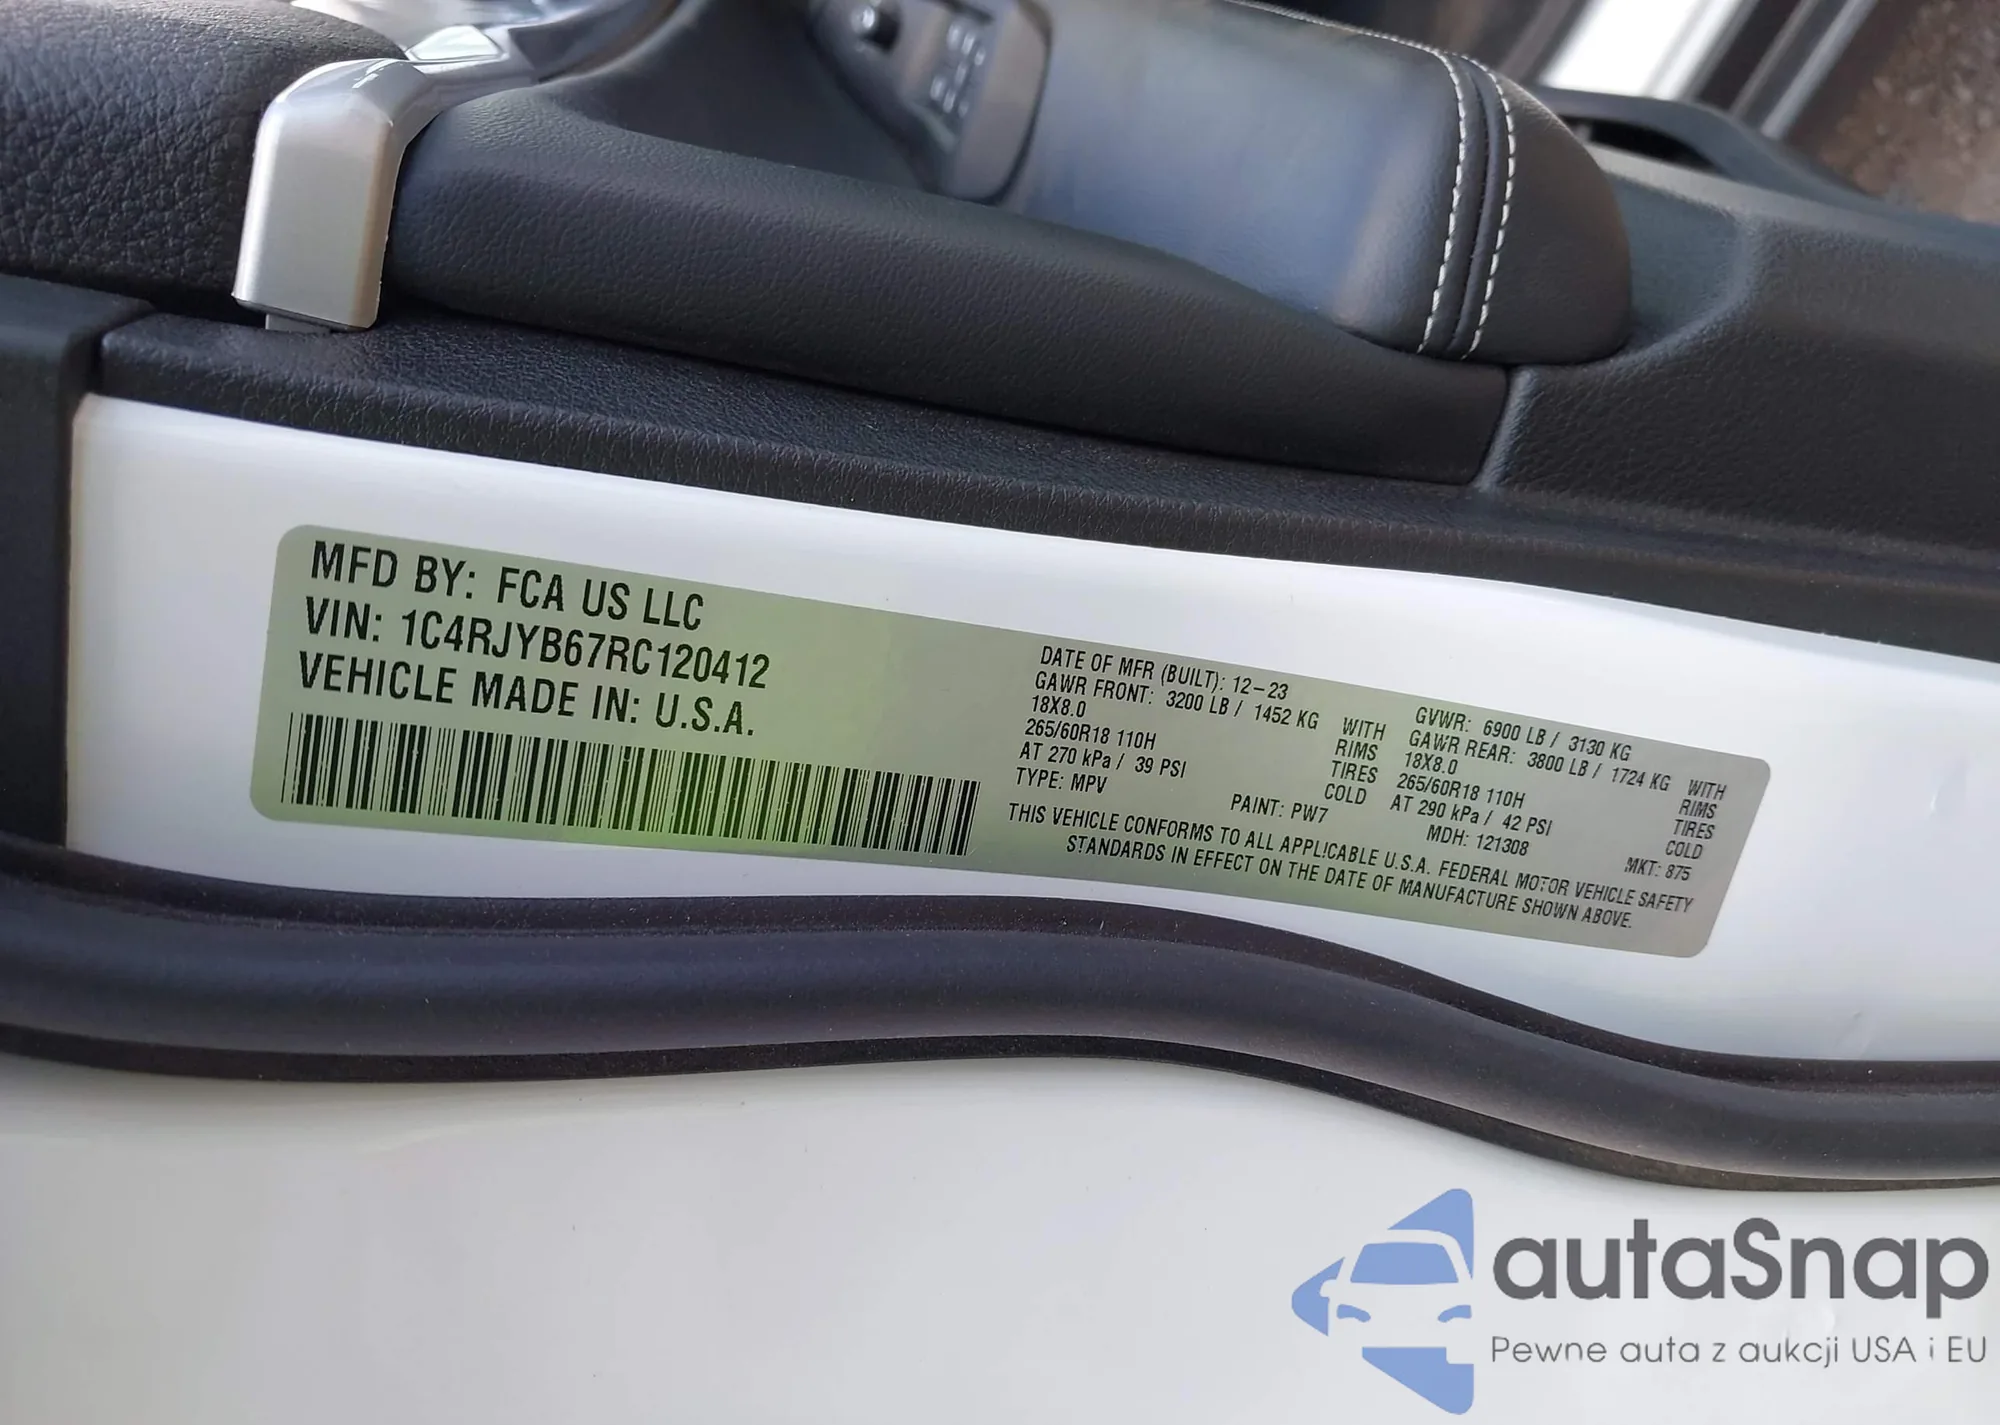 MFD BY: FCA US LLC
VIN: 1C4RJYB67RC120412
VEHICLE MADE IN: U.S.A.
DATE OF MFR (BUILT): 12-23
GAWR FRONT: 3200 LB / 1452 KG WITH
18X8.0 RIMS
265/60R18 110H TIRES
AT 270 kPa / 39 PSI COLD
TYPE: MPV
PAINT: PW7
GVWR: 6900 LB / 3130 KG
GAWR REAR: 3800 LB / 1724 KG WITH
18X8.0 RIMS
265/60R18 110H TIRES
AT 290 kPa / 42 PSI COLD
MDH: 121308
MKT: 875
THIS VEHICLE CONFORMS TO ALL APPLICABLE U.S.A. FEDERAL MOTOR VEHICLE SAFETY
STANDARDS IN EFFECT ON THE DATE OF MANUFACTURE SHOWN ABOVE.
autaSnap
Pewne auta z aukcji USA i EU